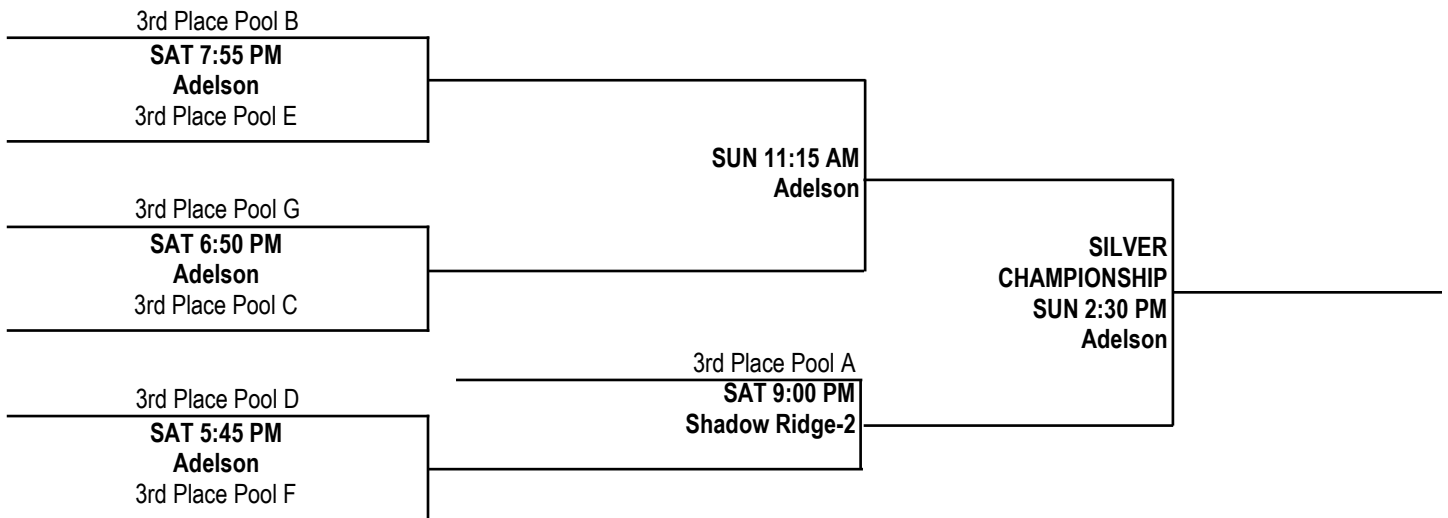 3rd Place Pool B
SAT 7:55 PM
Adelson
3rd Place Pool E
SUN 11:15 AM
Adelson
3rd Place Pool G
SAT 6:50 PM
Adelson
3rd Place Pool C
SILVER
CHAMPIONSHIP
SUN 2:30 PM
Adelson
3rd Place Pool A
SAT 9:00 PM
Shadow Ridge-2
3rd Place Pool D
SAT 5:45 PM
Adelson
3rd Place Pool F